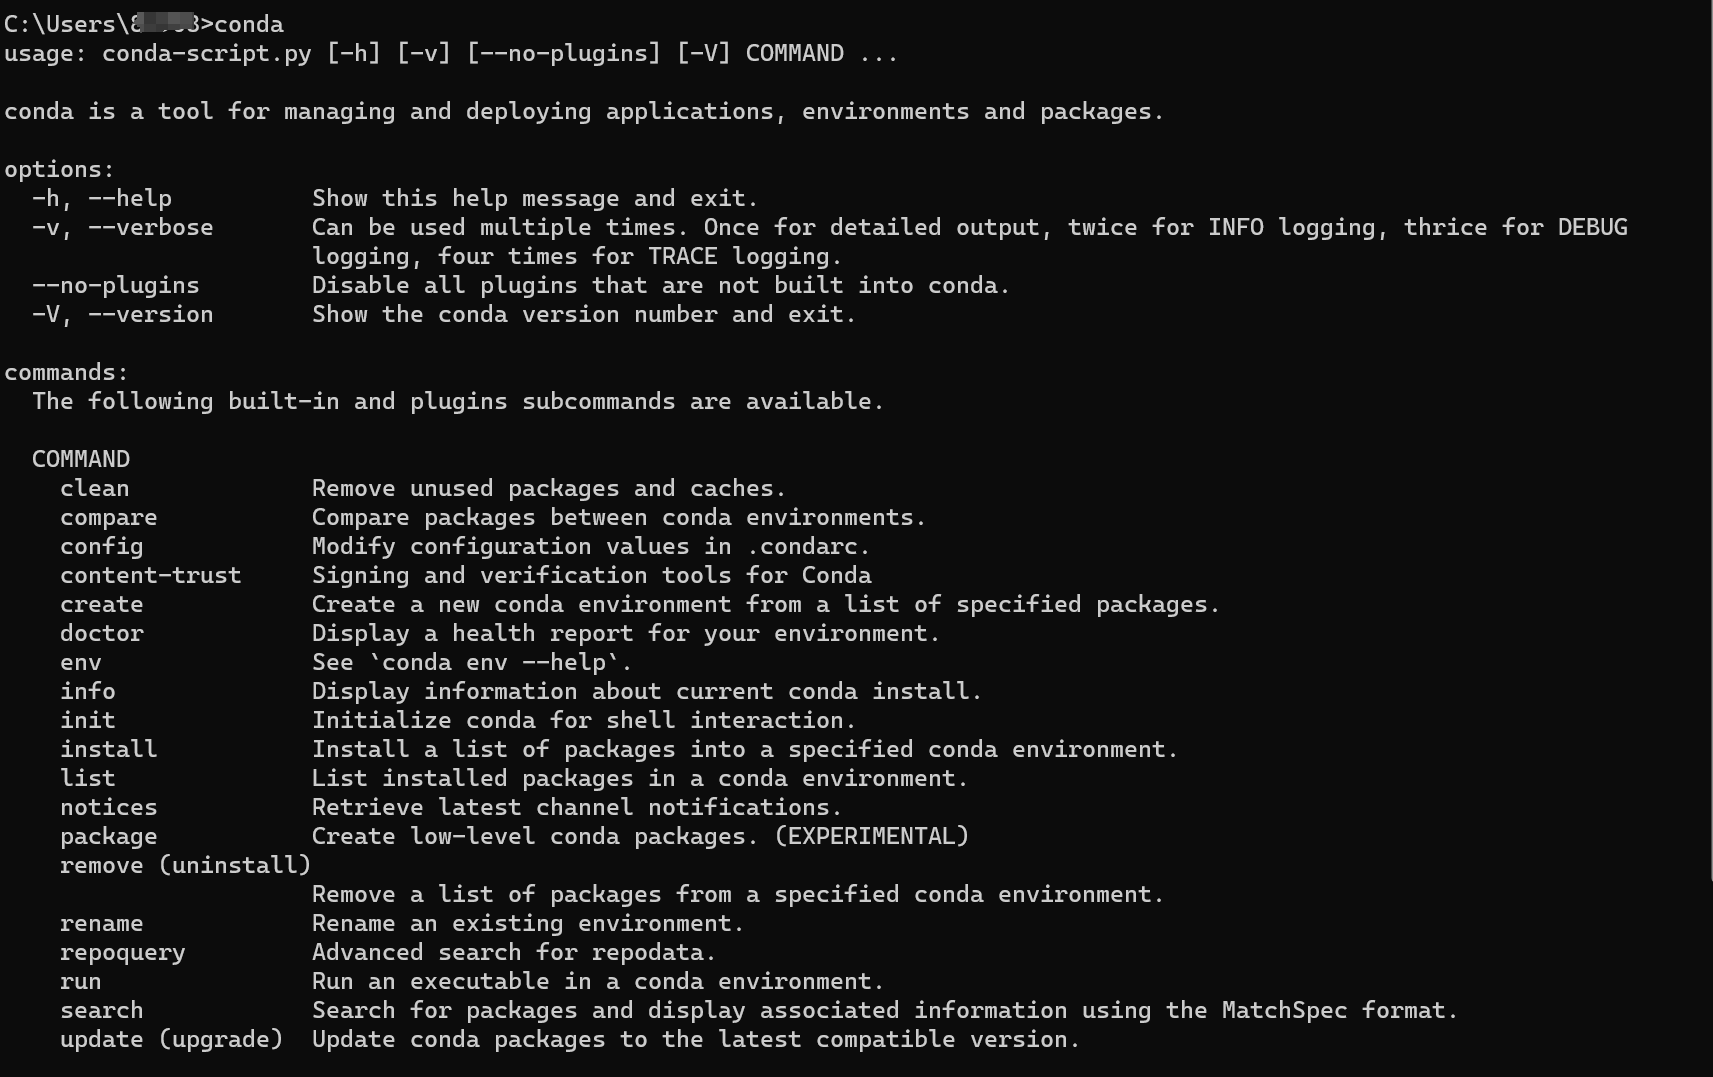 C:\Users\8 8>conda
usage: conda-script.py [-h] [-v] [--no-plugins] [-V] COMMAND ...
conda is a tool for managing and deploying applications, environments and packages.
options:
-h, --help Show this help message and exit.
-v, --verbose Can be used multiple times. Once for detailed output, twice for INFO logging, thrice for DEBUG
logging, four times for TRACE logging.
--no-plugins Disable all plugins that are not built into conda.
-V, --version Show the conda version number and exit.
commands:
The following built-in and plugins subcommands are available.
COMMAND
clean Remove unused packages and caches.
compare Compare packages between conda environments.
config Modify configuration values in .condarc.
content-trust Signing and verification tools for Conda
create Create a new conda environment from a list of specified packages.
doctor Display a health report for your environment.
env See `conda env --help`.
info Display information about current conda install.
init Initialize conda for shell interaction.
install Install a list of packages into a specified conda environment.
list List installed packages in a conda environment.
notices Retrieve latest channel notifications.
package Create low-level conda packages. (EXPERIMENTAL)
remove (uninstall)
Remove a list of packages from a specified conda environment.
rename Rename an existing environment.
repoquery Advanced search for repodata.
run Run an executable in a conda environment.
search Search for packages and display associated information using the MatchSpec format.
update (upgrade) Update conda packages to the latest compatible version.